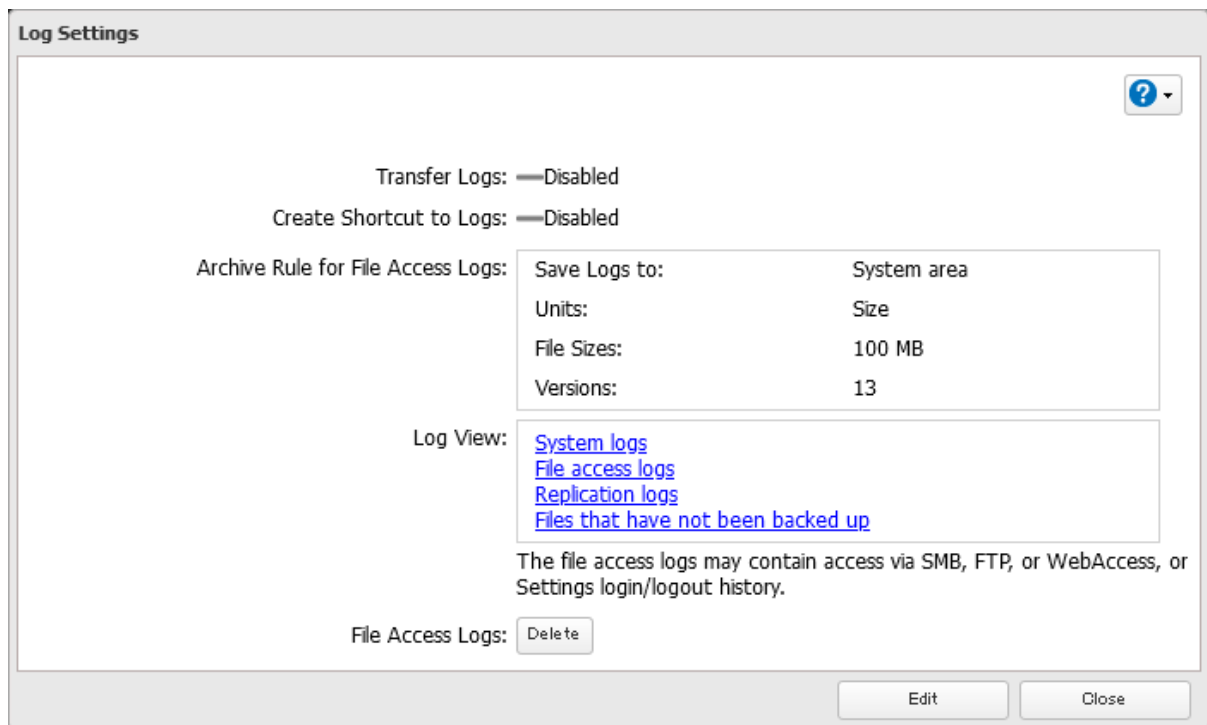 Log Settings
?
Transfer Logs: Disabled
Create Shortcut to Logs: Disabled
Archive Rule for File Access Logs: Save Logs to: System area
Units: Size
File Sizes: 100 MB
Versions: 13
Log View: System logs
File access logs
Replication logs
Files that have not been backed up
The file access logs may contain access via SMB, FTP, or WebAccess, or
Settings login/logout history.
File Access Logs: Delete
Edit Close